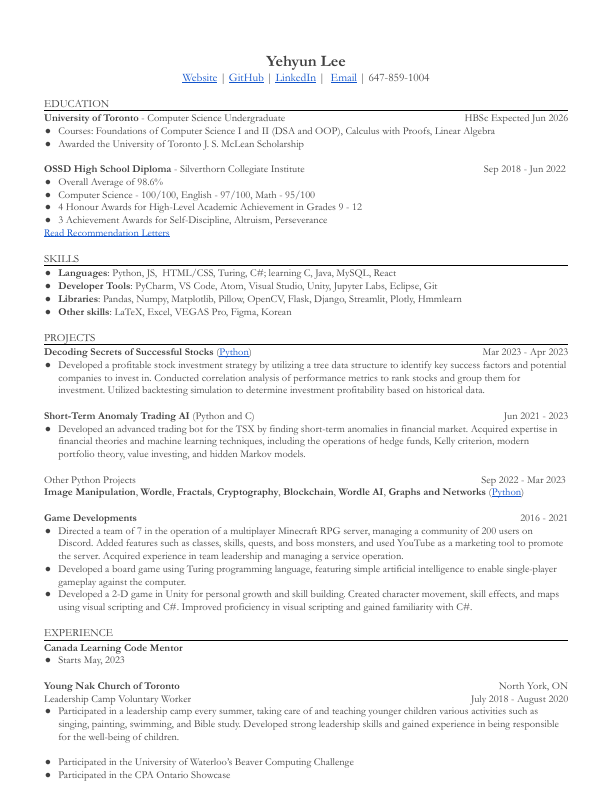 Yehyun Lee
Website | GitHub | LinkedIn | Email | 647-859-1004
EDUCATION
University of Toronto - Computer Science Undergraduate HBSc Expected Jun 2026
● Courses: Foundations of Computer Science I and II (DSA and OOP), Calculus with Proofs, Linear Algebra
● Awarded the University of Toronto J. S. McLean Scholarship
OSSD High School Diploma - Silverthorn Collegiate Institute Sep 2018 - Jun 2022
● Overall Average of 98.6%
● Computer Science - 100/100, English - 97/100, Math - 95/100
● 4 Honour Awards for High-Level Academic Achievement in Grades 9 - 12
● 3 Achievement Awards for Self-Discipline, Altruism, Perseverance
Read Recommendation Letters
SKILLS
● Languages: Python, JS, HTML/CSS, Turing, C#; learning C, Java, MySQL, React
● Developer Tools: PyCharm, VS Code, Atom, Visual Studio, Unity, Jupyter Labs, Eclipse, Git
● Libraries: Pandas, Numpy, Matplotlib, Pillow, OpenCV, Flask, Django, Streamlit, Plotly, Hmmlearn
● Other skills: LaTeX, Excel, VEGAS Pro, Figma, Korean
PROJECTS
Decoding Secrets of Successful Stocks (Python) Mar 2023 - Apr 2023
● Developed a profitable stock investment strategy by utilizing a tree data structure to identify key success factors and potential
companies to invest in. Conducted correlation analysis of performance metrics to rank stocks and group them for
investment. Utilized backtesting simulation to determine investment profitability based on historical data.
Short-Term Anomaly Trading AI (Python and C) Jun 2021 - 2023
● Developed an advanced trading bot for the TSX by finding short-term anomalies in financial market. Acquired expertise in
financial theories and machine learning techniques, including the operations of hedge funds, Kelly criterion, modern
portfolio theory, value investing, and hidden Markov models.
Other Python Projects Sep 2022 - Mar 2023
Image Manipulation, Wordle, Fractals, Cryptography, Blockchain, Wordle AI, Graphs and Networks (Python)
Game Developments 2016 - 2021
● Directed a team of 7 in the operation of a multiplayer Minecraft RPG server, managing a community of 200 users on
Discord. Added features such as classes, skills, quests, and boss monsters, and used YouTube as a marketing tool to promote
the server. Acquired experience in team leadership and managing a service operation.
● Developed a board game using Turing programming language, featuring simple artificial intelligence to enable single-player
gameplay against the computer.
● Developed a 2-D game in Unity for personal growth and skill building. Created character movement, skill effects, and maps
using visual scripting and C#. Improved proficiency in visual scripting and gained familiarity with C#.
EXPERIENCE
Canada Learning Code Mentor
● Starts May, 2023
Young Nak Church of Toronto North York, ON
Leadership Camp Voluntary Worker July 2018 - August 2020
● Participated in a leadership camp every summer, taking care of and teaching younger children various activities such as
singing, painting, swimming, and Bible study. Developed strong leadership skills and gained experience in being responsible
for the well-being of children.
● Participated in the University of Waterloo's Beaver Computing Challenge
● Participated in the CPA Ontario Showcase